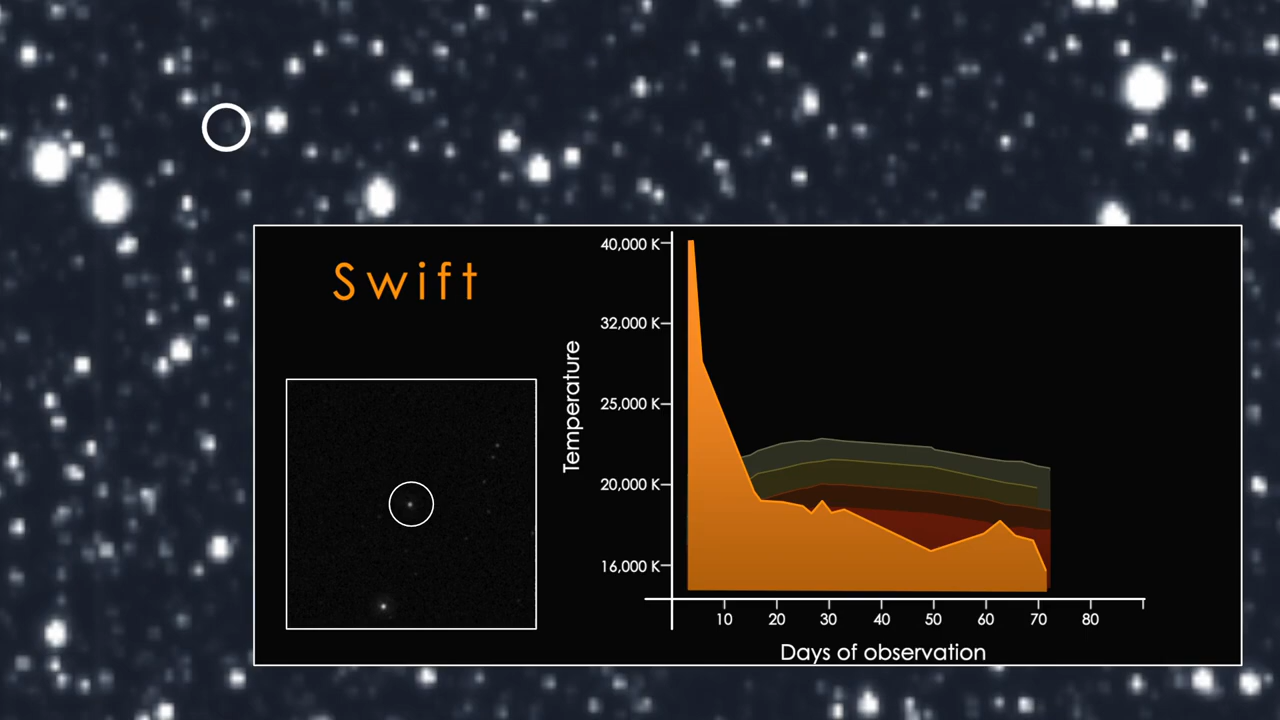 Swift
Temperature
40,000 K
32,000 K
25,000 K
20,000 K
16,000 K
10 20 30 40 50 60 70 80
Days of observation